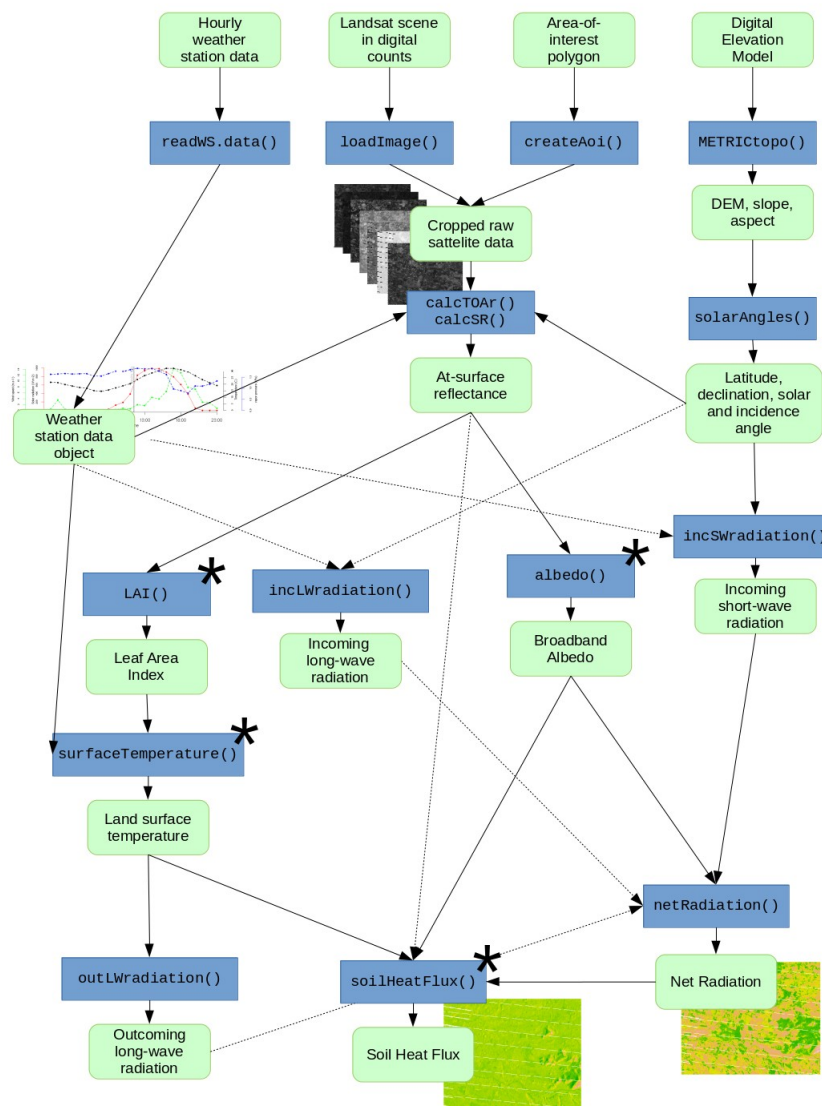 Hourly
weather
station data
Landsat scene
in digital
counts
Area-of-
interest
polygon
Digital
Elevation
Model
readWS.data()
loadImage()
createAoi()
METRICtopo()
Cropped raw
sattelite data
DEM, slope,
aspect
calcTOAr()
calcSR()
solarAngles()
At-surface
reflectance
Latitude,
declination, solar
and incidence
angle
Weather
station data
object
incSWradiation()
LAI()
*
incLWradiation()
albedo()
*
Leaf Area
Index
Incoming
long-wave
radiation
Broadband
Albedo
Incoming
short-wave
radiation
surfaceTemperature()
*
Land surface
temperature
netRadiation()
outLWradiation()
soilHeatFlux()
*
Net Radiation
Outcoming
long-wave
radiation
Soil Heat Flux